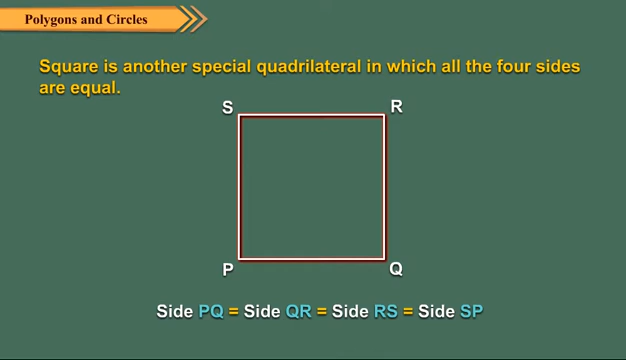 Polygons and Circles
Square is another special quadrilateral in which all the four sides
are equal.
S R
P Q
Side PQ = Side QR = Side RS = Side SP